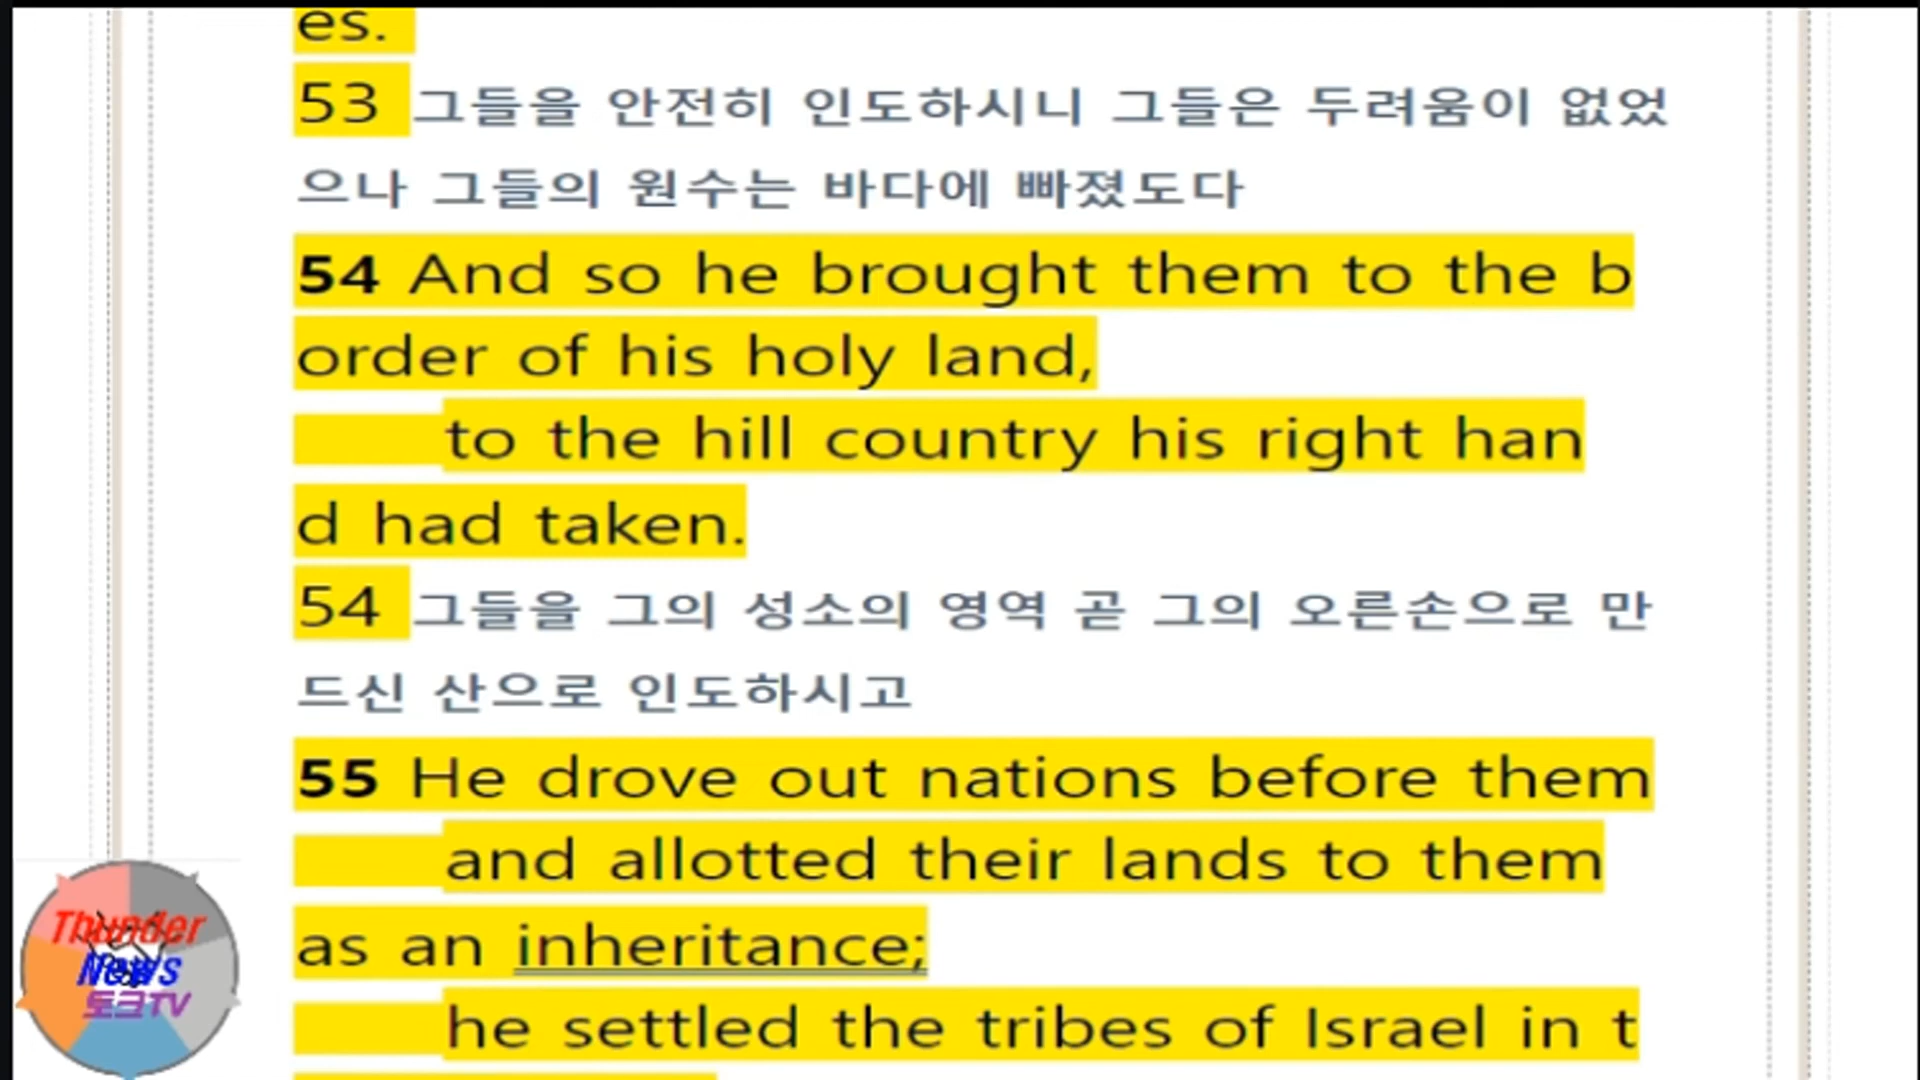 es.
53 그들을 안전히 인도하시니 그들은 두려움이 없었
으나 그들의 원수는 바다에 빠졌도다
54 And so he brought them to the b
order of his holy land,
to the hill country his right han
d had taken.
54 그들을 그의 성소의 영역 곧 그의 오른손으로 만
드신 산으로 인도하시고
55 He drove out nations before them
and allotted their lands to them
as an inheritance;
he settled the tribes of Israel in t
Thunder
News
토크TV